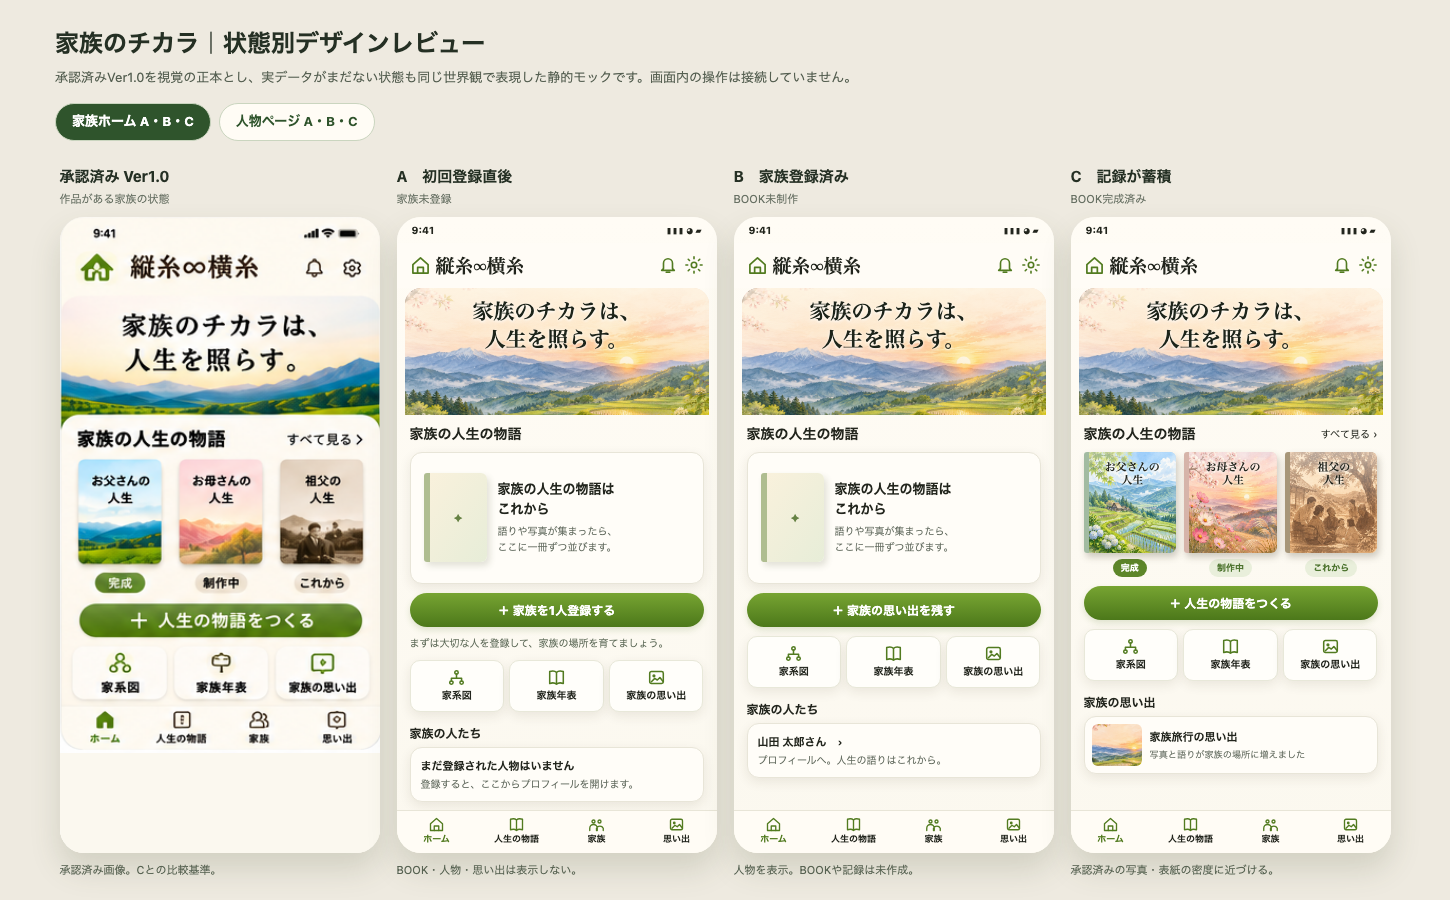 家族のチカラ｜状態別デザインレビュー
承認済みVer1.0を視覚の正本とし、実データがまだない状態も同じ世界観で表現した静的モックです。画面内の操作は接続していません。
家族ホーム A・B・C
人物ページ A・B・C
承認済み Ver1.0
作品がある家族の状態
9:41
縦糸∞横糸
家族のチカラは、
人生を照らす。
家族の人生の物語
すべて見る ›
お父さんの
人生
お母さんの
人生
祖父の
人生
完成
制作中
これから
＋ 人生の物語をつくる
家系図
家族年表
家族の思い出
ホーム
人生の物語
家族
思い出
承認済み画像。Cとの比較基準。
A 初回登録直後
家族未登録
9:41
縦糸∞横糸
家族のチカラは、
人生を照らす。
家族の人生の物語
家族の人生の物語は
これから
語りや写真が集まったら、
ここに一冊ずつ並びます。
＋ 家族を1人登録する
まずは大切な人を登録して、家族の場所を育てましょう。
家系図
家族年表
家族の思い出
家族の人たち
まだ登録された人物はいません
登録すると、ここからプロフィールを開けます。
ホーム
人生の物語
家族
思い出
BOOK・人物・思い出は表示しない。
B 家族登録済み
BOOK未制作
9:41
縦糸∞横糸
家族のチカラは、
人生を照らす。
家族の人生の物語
家族の人生の物語は
これから
語りや写真が集まったら、
ここに一冊ずつ並びます。
＋ 家族の思い出を残す
家系図
家族年表
家族の思い出
家族の人たち
山田 太郎さん ›
プロフィールへ。人生の語りはこれから。
ホーム
人生の物語
家族
思い出
人物を表示。BOOKや記録は未作成。
C 記録が蓄積
BOOK完成済み
9:41
縦糸∞横糸
家族のチカラは、
人生を照らす。
家族の人生の物語
すべて見る ›
お父さんの
人生
お母さんの
人生
祖父の
人生
完成
制作中
これから
＋ 人生の物語をつくる
家系図
家族年表
家族の思い出
家族の思い出
家族旅行の思い出
写真と語りが家族の場所に増えました
ホーム
人生の物語
家族
思い出
承認済みの写真・表紙の密度に近づける。